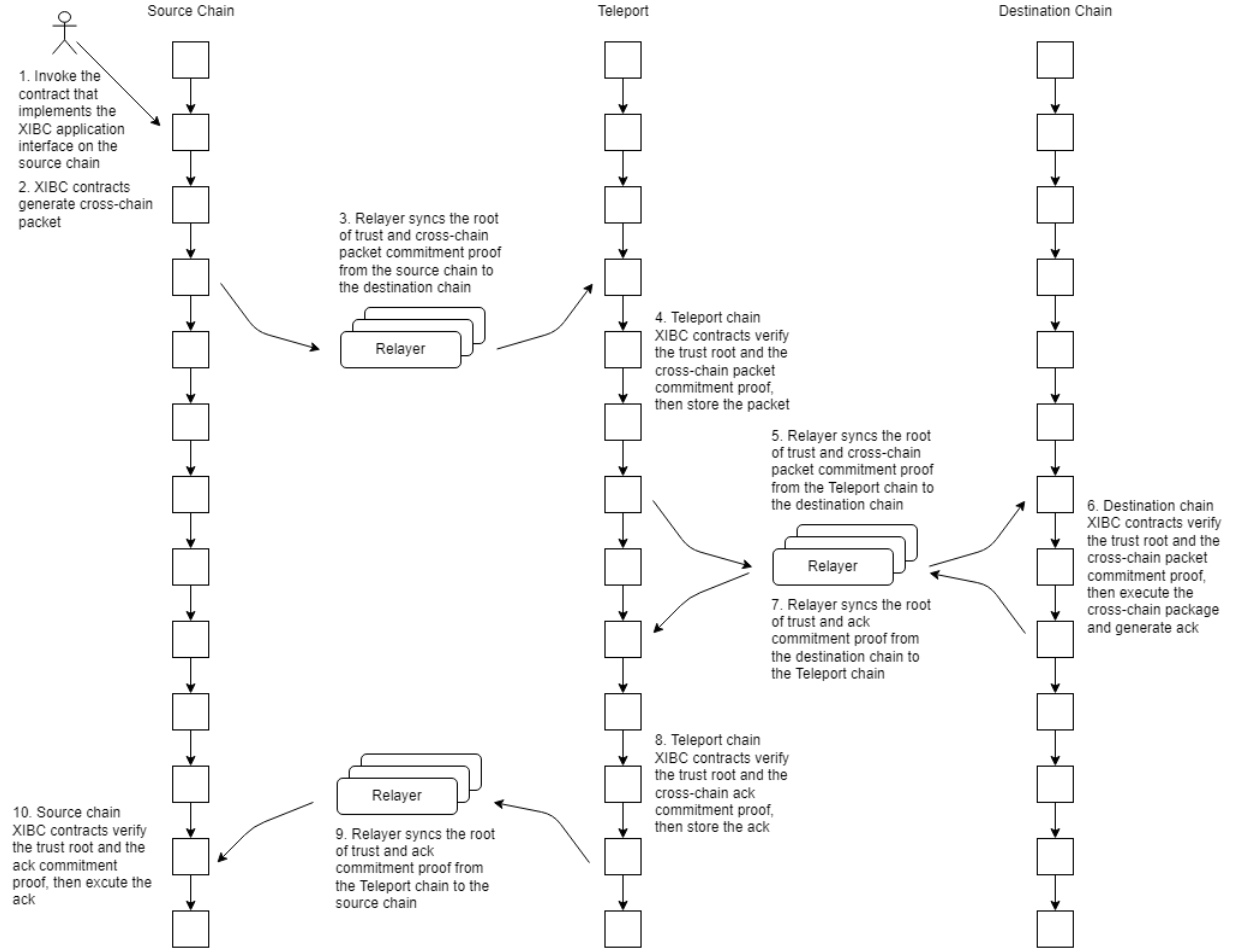 Source Chain
Teleport
Destination Chain
1. Invoke the
contract that
implements the
XIBC application
interface on the
source chain
2. XIBC contracts
generate cross-chain
packet
3. Relayer syncs the root
of trust and cross-chain
packet commitment proof
from the source chain to
the destination chain
Relayer
4. Teleport chain
XIBC contracts verify
the trust root and the
cross-chain packet
commitment proof,
then store the packet
5. Relayer syncs the root
of trust and cross-chain
packet commitment proof
from the Teleport chain to
the destination chain
Relayer
6. Destination chain
XIBC contracts verify
the trust root and the
cross-chain packet
commitment proof,
then execute the
cross-chain package
and generate ack
7. Relayer syncs the root
of trust and ack
commitment proof from
the destination chain to
the Teleport chain
8. Teleport chain
XIBC contracts verify
the trust root and the
cross-chain ack
commitment proof,
then store the ack
Relayer
9. Relayer syncs the root
of trust and ack
commitment proof from
the Teleport chain to the
source chain
10. Source chain
XIBC contracts verify
the trust root and the
ack commitment
proof, then excute the
ack